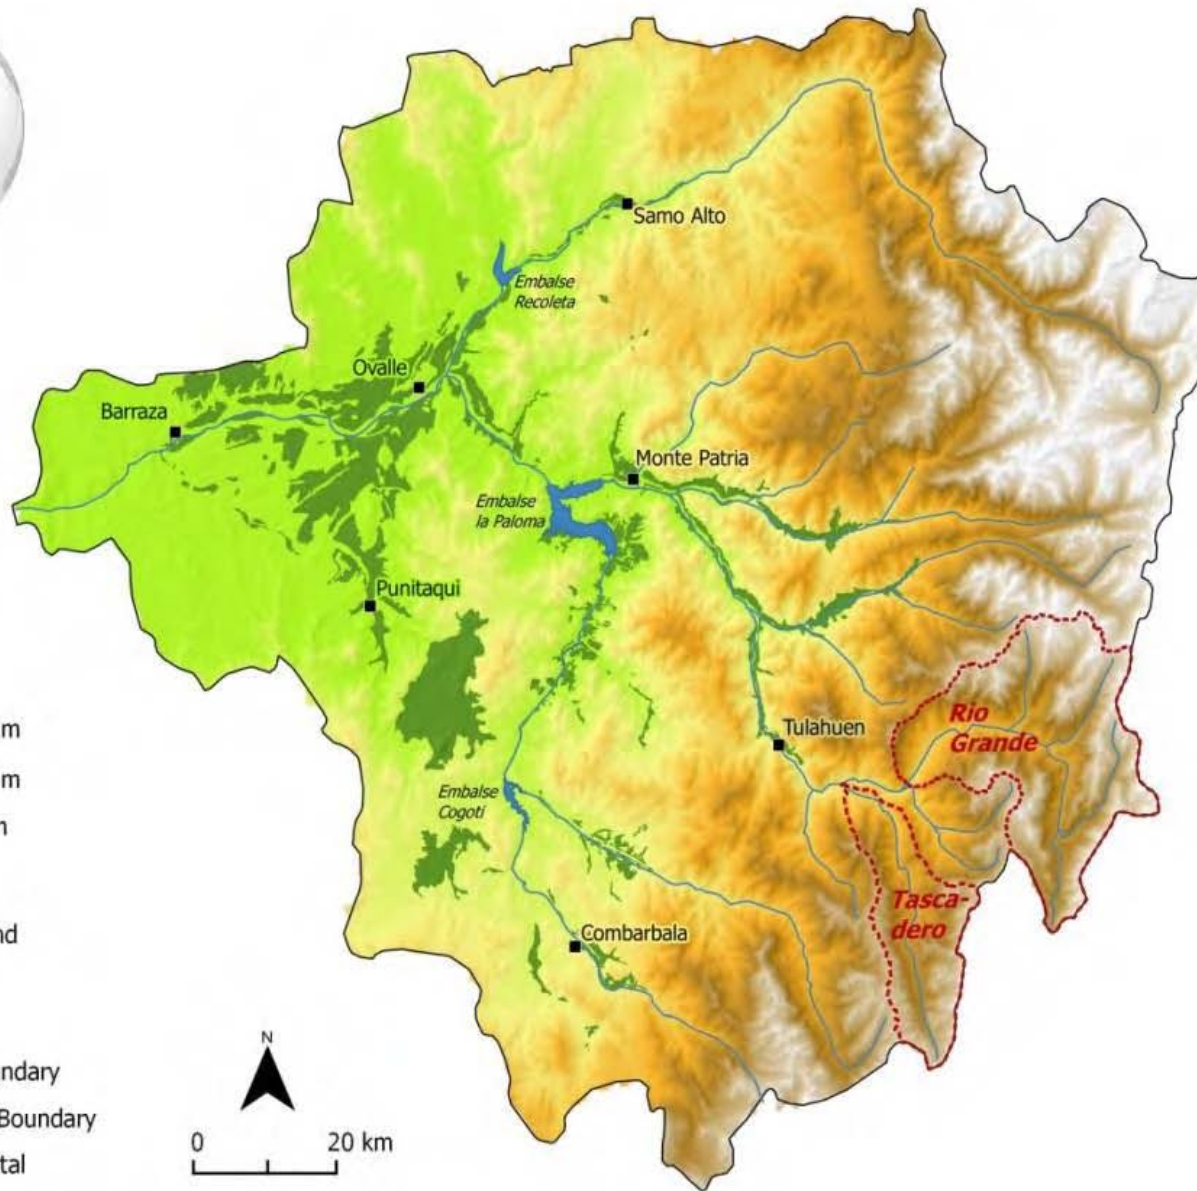 Samo Alto
Embalse
Recoleta
Ovalle
Barraza
Monte Patria
Embalse
la Paloma
Punitaqui
Rio
Grande
Tulahuen
Embalse
Cogoti
Tasca-
dero
Combarbala
m
m
nd
N
ndary
Boundary
0 20 km
tal